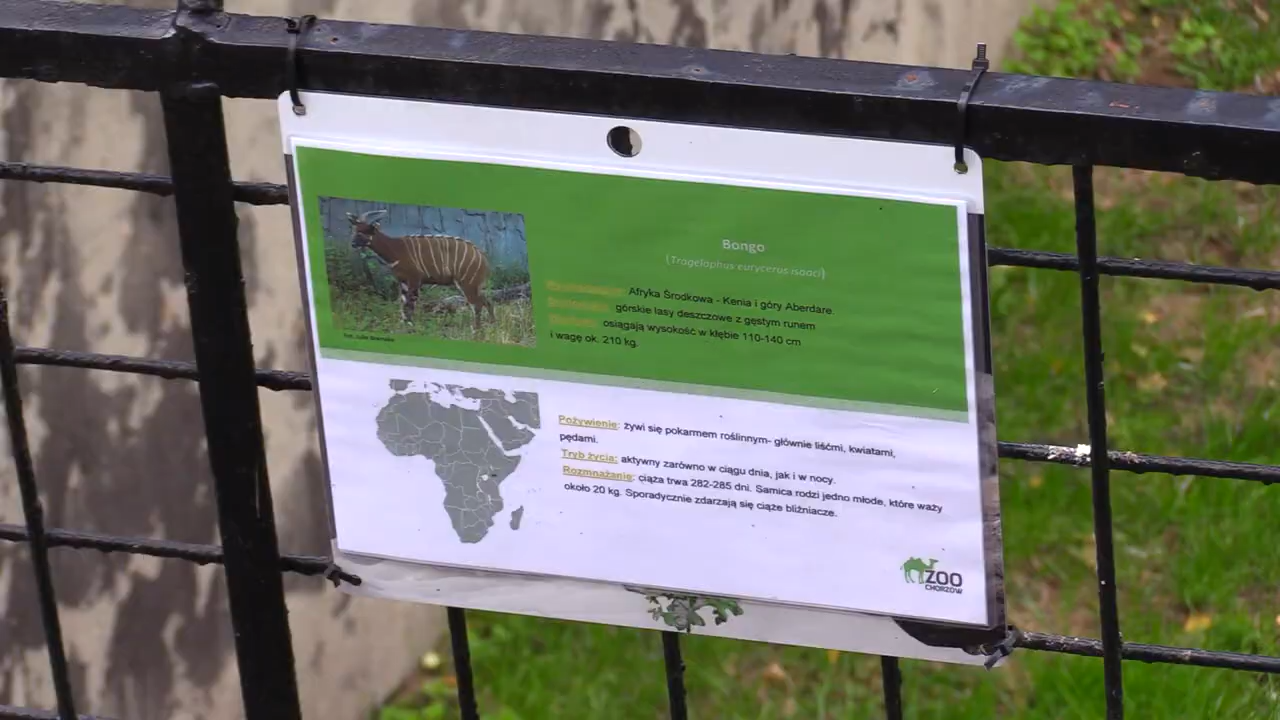 Bongo
(Tragelaphus eurycerus isaaci)
Afryka Środkowa - Kenia i góry Aberdare.
górskie lasy deszczowe z gęstym runem
osiągają wysokość w kłębie 110-140 cm
i wagę ok. 210 kg.
Pożywienie: żywi się pokarmem roślinnym- głównie liśćmi, kwiatami,
pędami.
Tryb życia: aktywny zarówno w ciągu dnia, jak i w nocy.
Rozmnażanie: ciąża trwa 282-285 dni. Samica rodzi jedno młode, które waży
około 20 kg. Sporadycznie zdarzają się ciąże bliźniacze.
ZOO
CHORZÓW